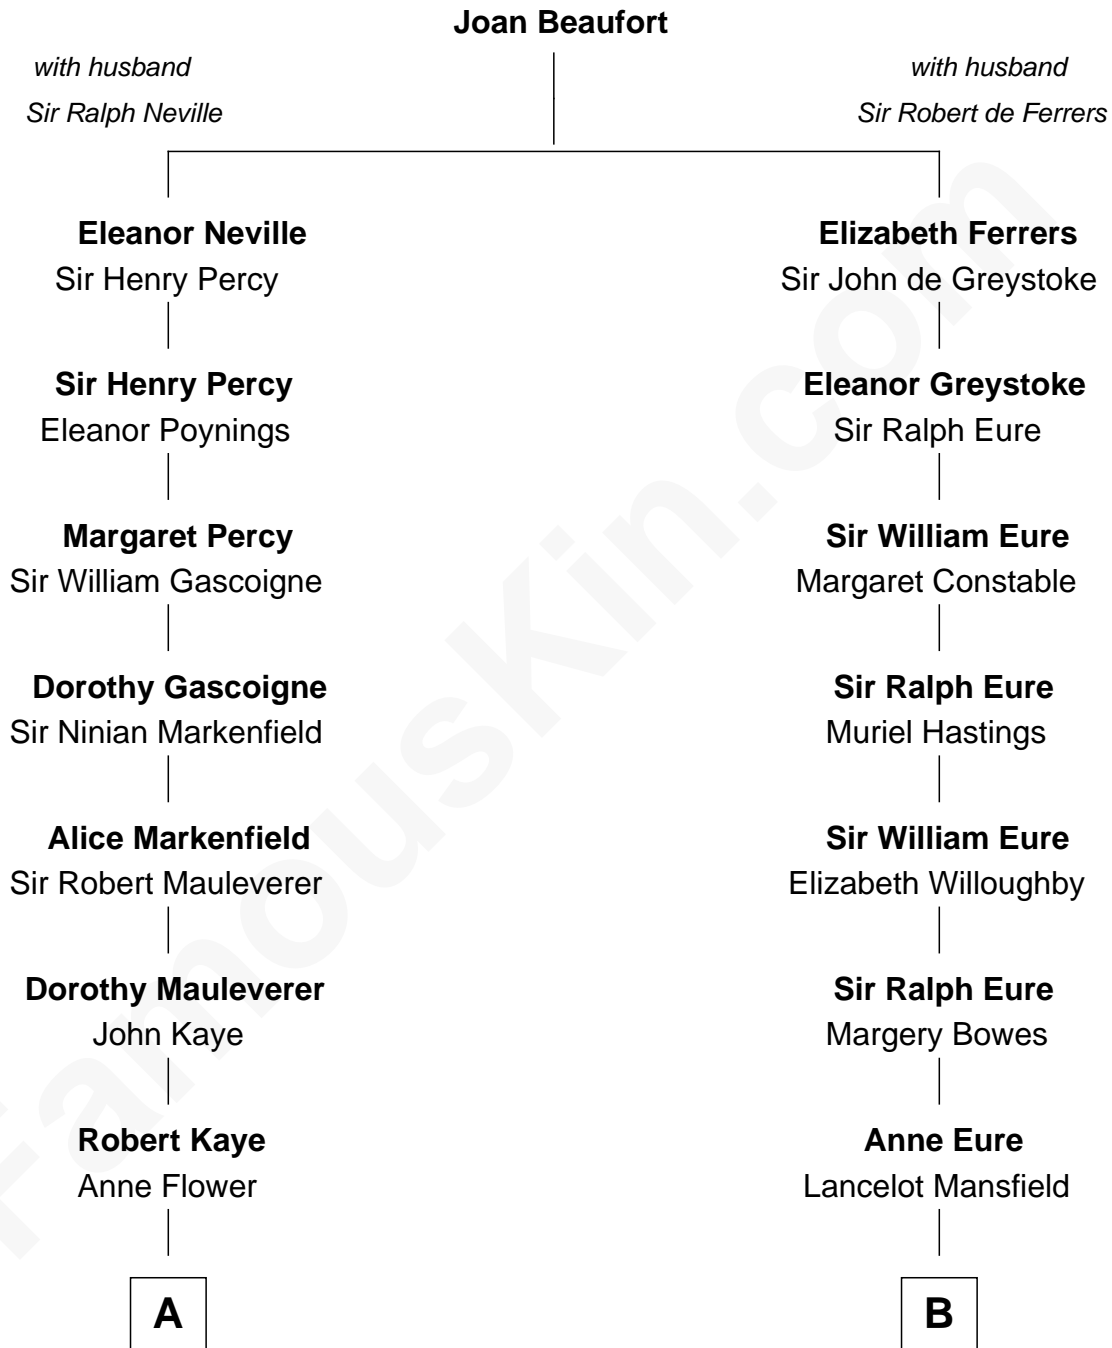 Joan Beaufort
with husband
Sir Ralph Neville
with husband
Sir Robert de Ferrers
Eleanor Neville
Sir Henry Percy
Elizabeth Ferrers
Sir John de Greystoke
Sir Henry Percy
Eleanor Poynings
Eleanor Greystoke
Sir Ralph Eure
Margaret Percy
Sir William Gascoigne
Sir William Eure
Margaret Constable
Dorothy Gascoigne
Sir Ninian Markenfield
Sir Ralph Eure
Muriel Hastings
Alice Markenfield
Sir Robert Mauleverer
Sir William Eure
Elizabeth Willoughby
Dorothy Mauleverer
John Kaye
Sir Ralph Eure
Margery Bowes
Robert Kaye
Anne Flower
Anne Eure
Lancelot Mansfield
A
B
FamousKin.com